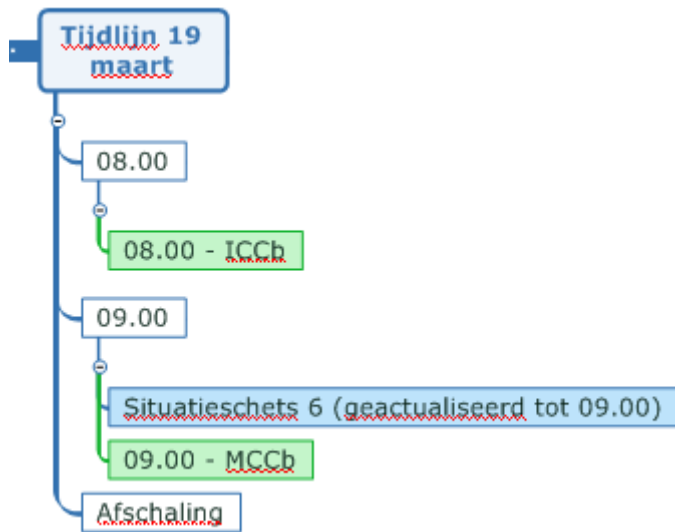 Tijdlijn 19
maart
08.00
08.00 - ICCb
09.00
Situatieschets 6 (geactualiseerd tot 09.00)
09.00 - MCCb
Afschaling